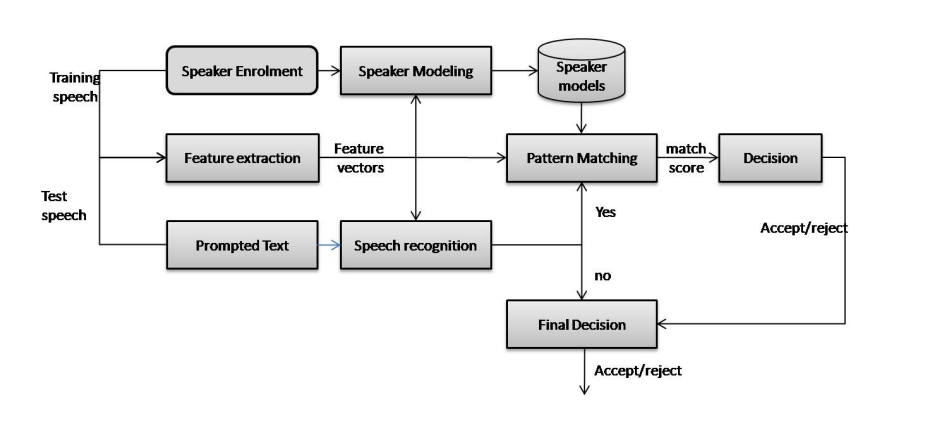 Speaker Enrolment
Speaker Modeling
Speaker
models
Training
speech
Feature extraction
Feature
vectors
Pattern Matching
match
score
Decision
Test
speech
Prompted Text
Speech recognition
Yes
Accept/reject
no
Final Decision
Accept/reject